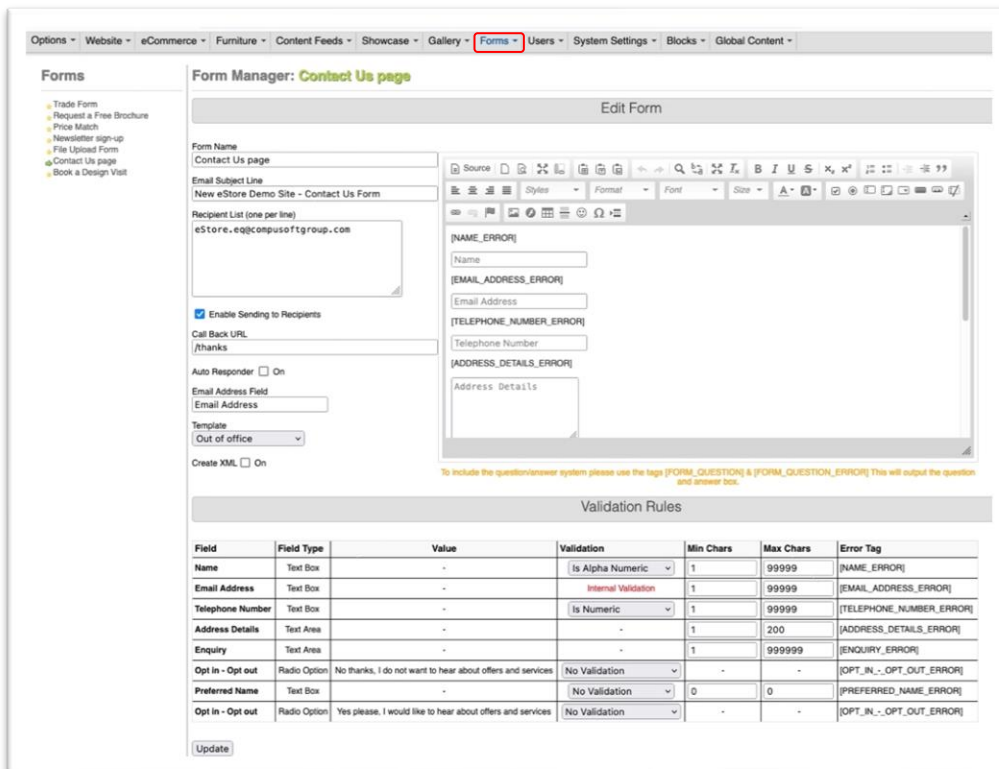 Options Website eCommerce Furniture Content Feeds Showcase Gallery Forms Users System Settings Blocks Global Content
Forms
Trade Form
Request a Free Brochure
Price Match
Newsletter sign-up
File Upload Form
Contact Us page
Book a Design Visit
Form Manager: Contact Us page
Edit Form
Form Name
Contact Us page
Email Subject Line
New eStore Demo Site - Contact Us Form
Recipient List (one per line)
eStore.eq@compusoftgroup.com
Enable Sending to Recipients
Call Back URL
/thanks
Auto Responder On
Email Address Field
Email Address
Template
Out of office
Create XML On
Source B I U S x₂ x² I
Styles Format Font Size A A
Ω
[NAME_ERROR]
Name
[EMAIL_ADDRESS_ERROR]
Email Address
[TELEPHONE_NUMBER_ERROR]
Telephone Number
[ADDRESS_DETAILS_ERROR]
Address Details
To include the question/answer system please use the tags [FORM_QUESTION] & [FORM_QUESTION_ERROR] This will output the question
and answer box.
Validation Rules
Field Field Type Value Validation Min Chars Max Chars Error Tag
Name Text Box - Is Alpha Numeric 1 99999 [NAME_ERROR]
Email Address Text Box - Internal Validation 1 99999 [EMAIL_ADDRESS_ERROR]
Telephone Number Text Box - Is Numeric 1 99999 [TELEPHONE_NUMBER_ERROR]
Address Details Text Area - - 1 200 [ADDRESS_DETAILS_ERROR]
Enquiry Text Area - - 1 999999 [ENQUIRY_ERROR]
Opt in - Opt out Radio Option No thanks, I do not want to hear about offers and services No Validation - - [OPT_IN_-_OPT_OUT_ERROR]
Preferred Name Text Box - No Validation 0 0 [PREFERRED_NAME_ERROR]
Opt in - Opt out Radio Option Yes please, I would like to hear about offers and services No Validation - - [OPT_IN_-_OPT_OUT_ERROR]
Update